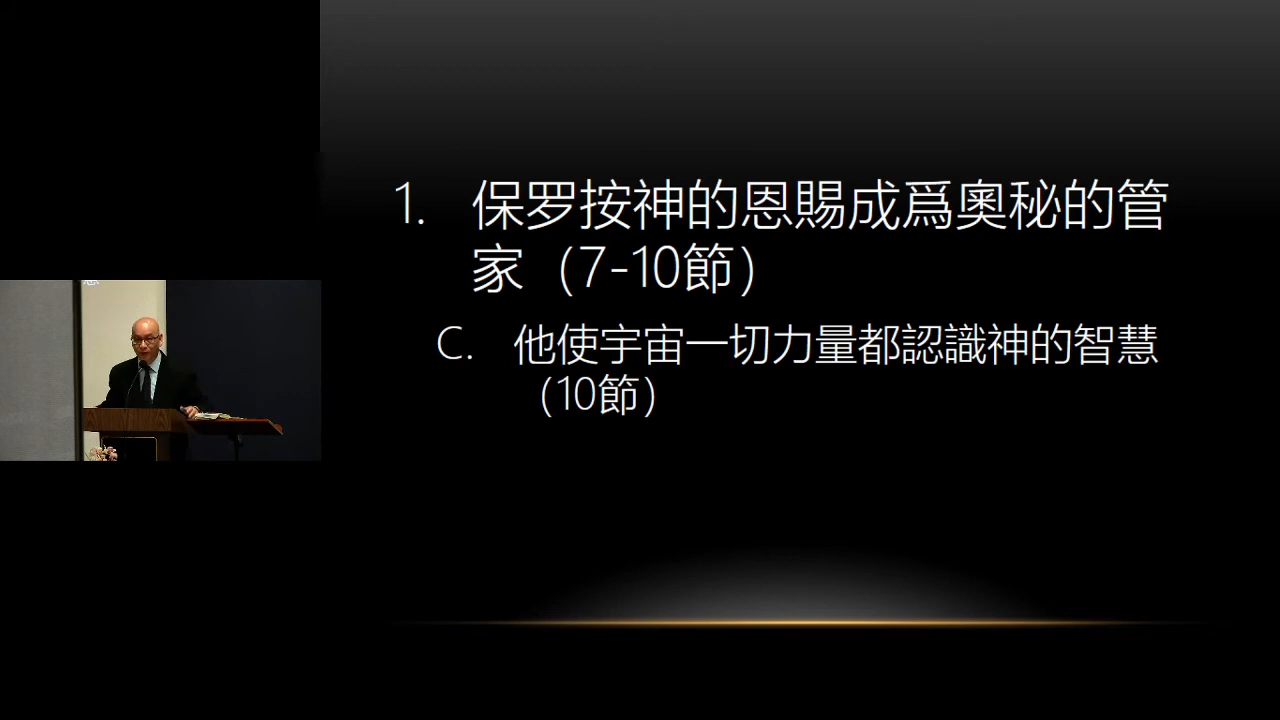 1. 保罗按神的恩賜成爲奧秘的管
家（7-10節）
C. 他使宇宙一切力量都認識神的智慧
（10節）